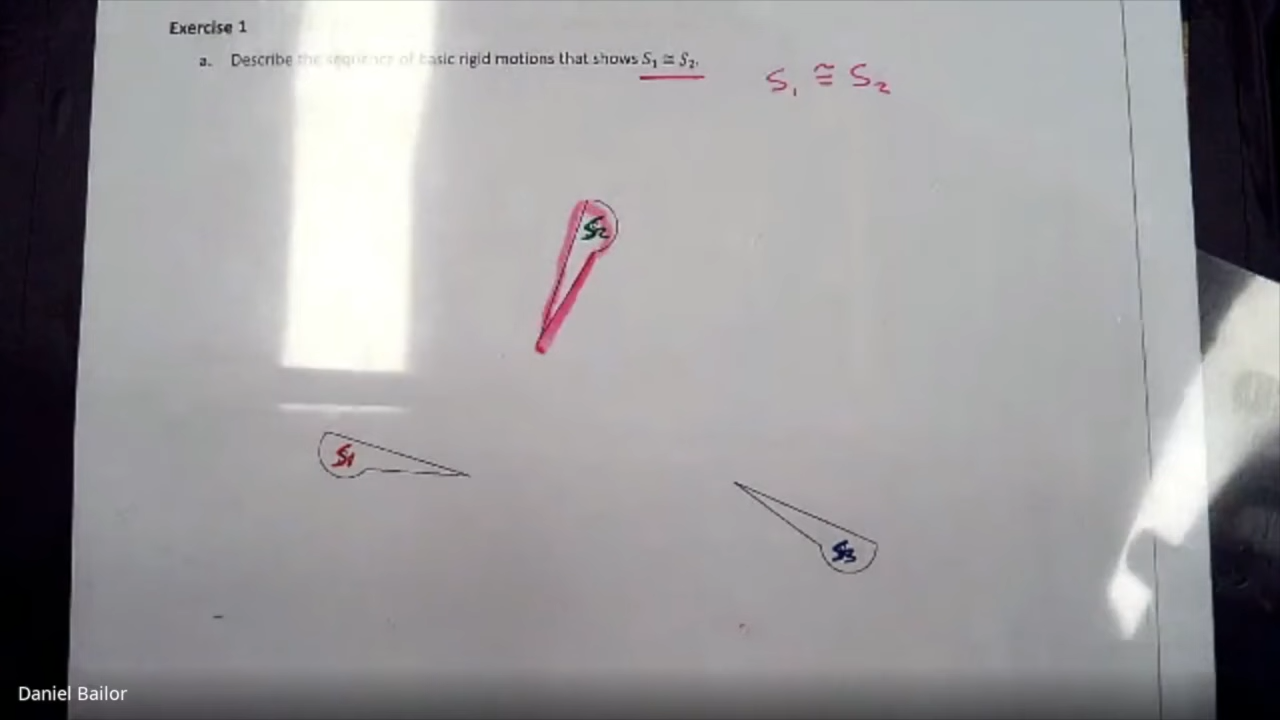 Exercise 1
a. Describe the sequence of basic rigid motions that shows S₁ ≅ S₂.
S₁ ≅ S₂
S2
S1
S3
Daniel Bailor